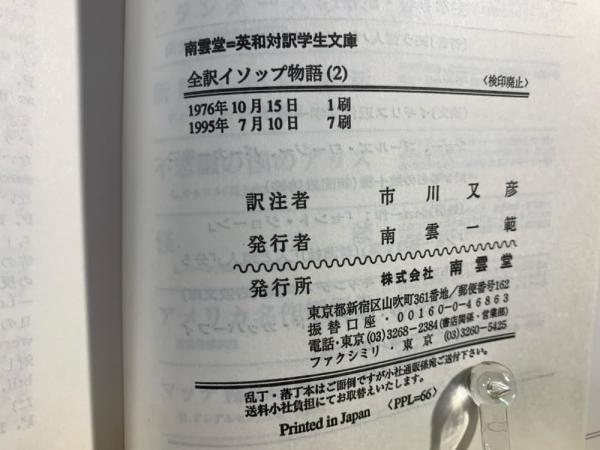 南雲堂=英和対訳学生文庫
全訳イソップ物語(2) 〈検印廃止〉
1976年10月15日 1刷
1995年 7月10日 7刷
訳注者 市川又彦
発行者 南雲一範
発行所 株式会社 南雲堂
東京都新宿区山吹町361番地/郵便番号162
振替口座・00160-0-46863
電話・東京(03)3268-2384(書店関係・営業部)
ファクシミリ・東京 (03)3260-5425
乱丁・落丁本はご面倒ですが小社通販係宛ご送付下さい。
送料小社負担にてお取替えいたします。
Printed in Japan 〈PPL=66〉